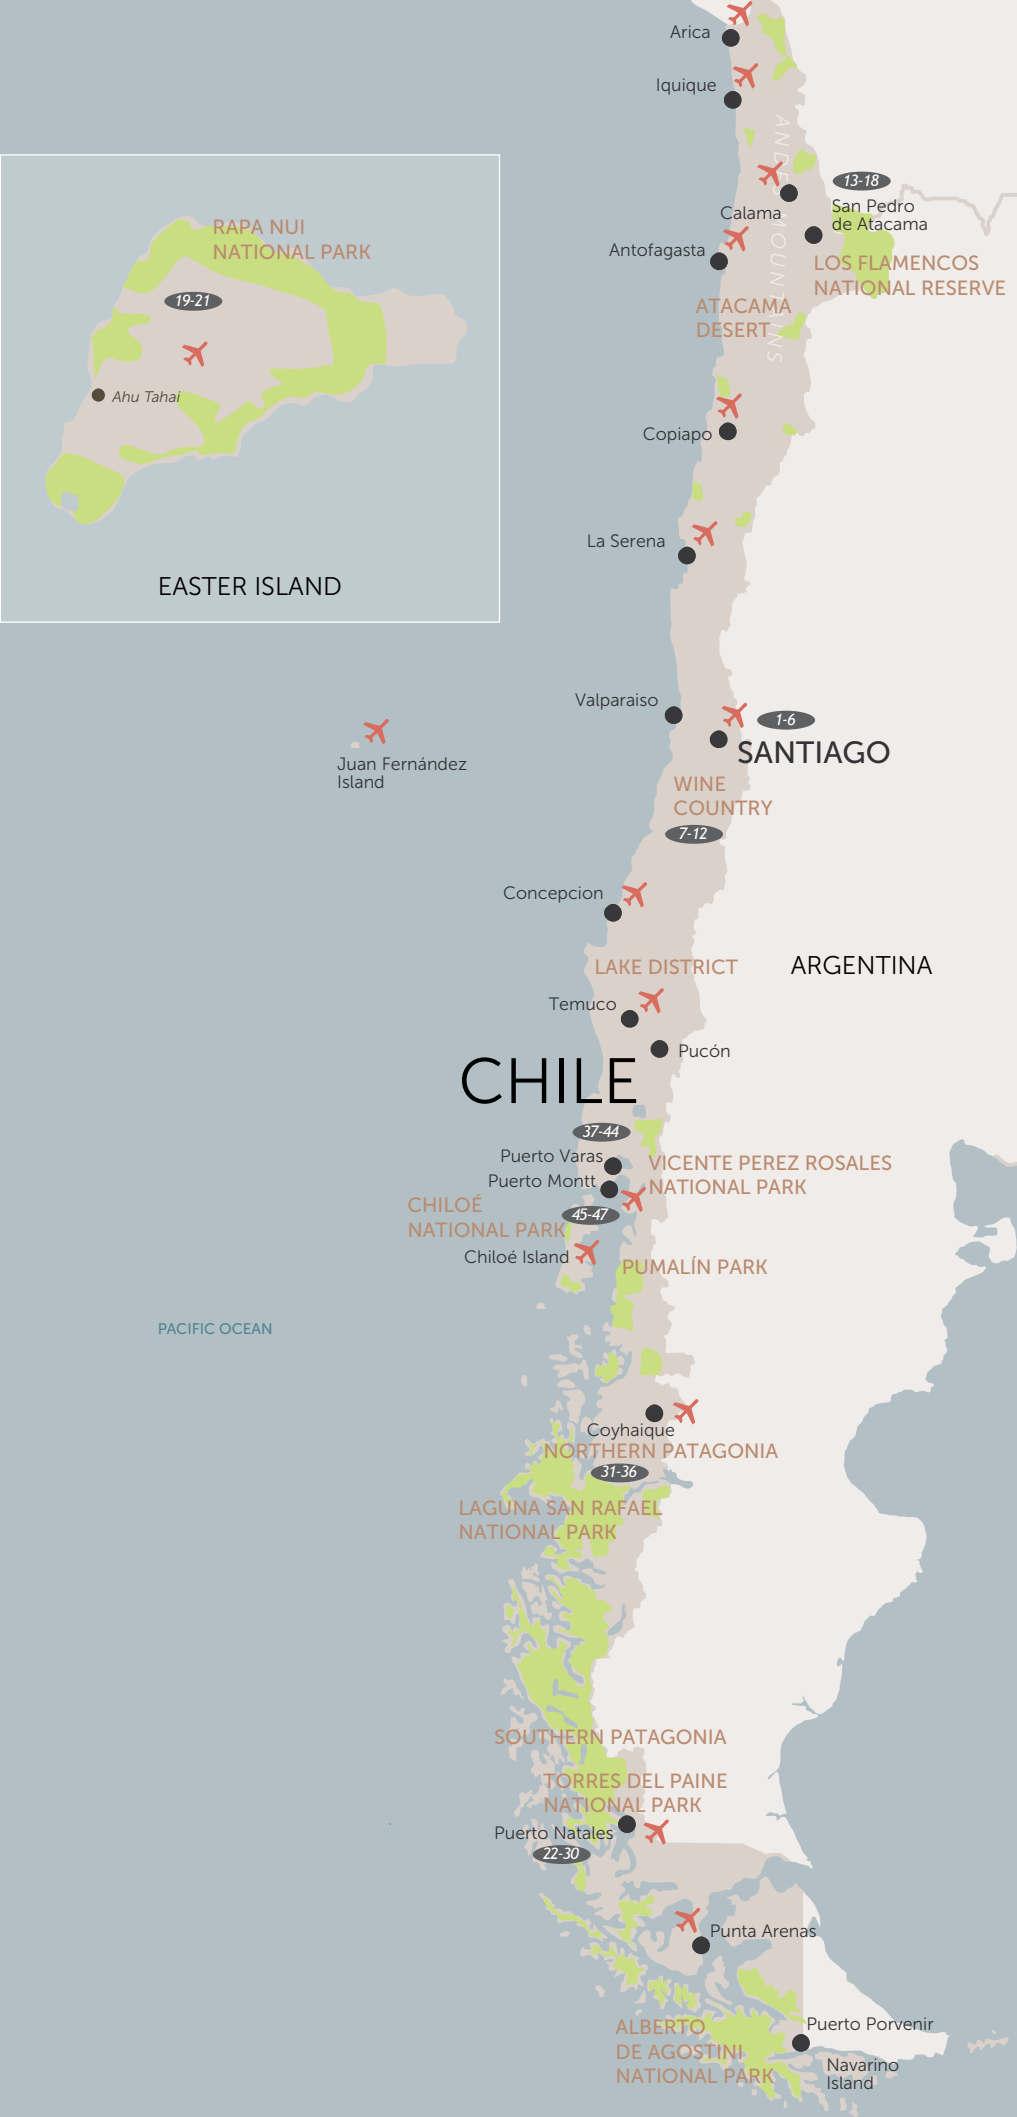 Arica
Iquique
ANDES MOUNTAINS
13-18
Calama
San Pedro
de Atacama
Antofagasta
LOS FLAMENCOS
NATIONAL RESERVE
ATACAMA
DESERT
RAPA NUI
NATIONAL PARK
19-21
Ahu Tahai
EASTER ISLAND
Copiapo
La Serena
Valparaiso
1-6
SANTIAGO
Juan Fernández
Island
WINE
COUNTRY
7-12
Concepcion
LAKE DISTRICT
ARGENTINA
Temuco
Pucón
CHILE
37-44
Puerto Varas
VICENTE PEREZ ROSALES
NATIONAL PARK
Puerto Montt
CHILOÉ
NATIONAL PARK
45-47
Chiloé Island
PUMALÍN PARK
PACIFIC OCEAN
Coyhaique
NORTHERN PATAGONIA
31-36
LAGUNA SAN RAFAEL
NATIONAL PARK
SOUTHERN PATAGONIA
TORRES DEL PAINE
NATIONAL PARK
Puerto Natales
22-30
Punta Arenas
Puerto Porvenir
ALBERTO
DE AGOSTINI
NATIONAL PARK
Navarino
Island